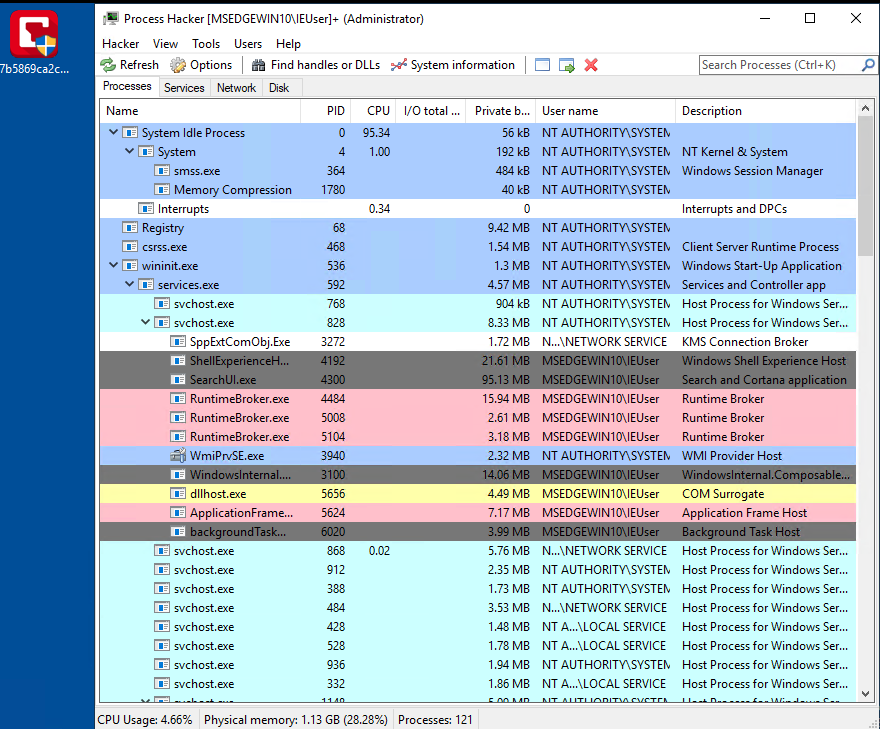 Process Hacker [MSEDGEWIN10\IEUser]+ (Administrator)
7b5869ca2c...
Hacker View Tools Users Help
Refresh Options Find handles or DLLs System information Search Processes (Ctrl+K)
Processes Services Network Disk
Name PID CPU I/O total ... Private b... User name Description
System Idle Process 0 95.34 56 kB NT AUTHORITY\SYSTEM
System 4 1.00 192 kB NT AUTHORITY\SYSTEM NT Kernel & System
smss.exe 364 484 kB NT AUTHORITY\SYSTEM Windows Session Manager
Memory Compression 1780 40 kB NT AUTHORITY\SYSTEM
Interrupts 0.34 0 Interrupts and DPCs
Registry 68 9.42 MB NT AUTHORITY\SYSTEM
csrss.exe 468 1.54 MB NT AUTHORITY\SYSTEM Client Server Runtime Process
wininit.exe 536 1.3 MB NT AUTHORITY\SYSTEM Windows Start-Up Application
services.exe 592 4.57 MB NT AUTHORITY\SYSTEM Services and Controller app
svchost.exe 768 904 kB NT AUTHORITY\SYSTEM Host Process for Windows Ser...
svchost.exe 828 8.33 MB NT AUTHORITY\SYSTEM Host Process for Windows Ser...
SppExtComObj.Exe 3272 1.72 MB N...\NETWORK SERVICE KMS Connection Broker
ShellExperienceH... 4192 21.61 MB MSEDGEWIN10\IEUser Windows Shell Experience Host
SearchUI.exe 4300 95.13 MB MSEDGEWIN10\IEUser Search and Cortana application
RuntimeBroker.exe 4484 15.94 MB MSEDGEWIN10\IEUser Runtime Broker
RuntimeBroker.exe 5008 2.61 MB MSEDGEWIN10\IEUser Runtime Broker
RuntimeBroker.exe 5104 3.18 MB MSEDGEWIN10\IEUser Runtime Broker
WmiPrvSE.exe 3940 2.32 MB NT AUTHORITY\SYSTEM WMI Provider Host
WindowsInternal.... 3100 14.06 MB MSEDGEWIN10\IEUser WindowsInternal.Composable...
dllhost.exe 5656 4.49 MB MSEDGEWIN10\IEUser COM Surrogate
ApplicationFrame... 5624 7.17 MB MSEDGEWIN10\IEUser Application Frame Host
backgroundTask... 6020 3.99 MB MSEDGEWIN10\IEUser Background Task Host
svchost.exe 868 0.02 5.76 MB N...\NETWORK SERVICE Host Process for Windows Ser...
svchost.exe 912 2.35 MB NT AUTHORITY\SYSTEM Host Process for Windows Ser...
svchost.exe 388 1.73 MB NT AUTHORITY\SYSTEM Host Process for Windows Ser...
svchost.exe 484 3.53 MB N...\NETWORK SERVICE Host Process for Windows Ser...
svchost.exe 428 1.48 MB NT A...\LOCAL SERVICE Host Process for Windows Ser...
svchost.exe 528 1.78 MB NT A...\LOCAL SERVICE Host Process for Windows Ser...
svchost.exe 936 1.94 MB NT AUTHORITY\SYSTEM Host Process for Windows Ser...
svchost.exe 332 1.86 MB NT A...\LOCAL SERVICE Host Process for Windows Ser...
CPU Usage: 4.66% Physical memory: 1.13 GB (28.28%) Processes: 121